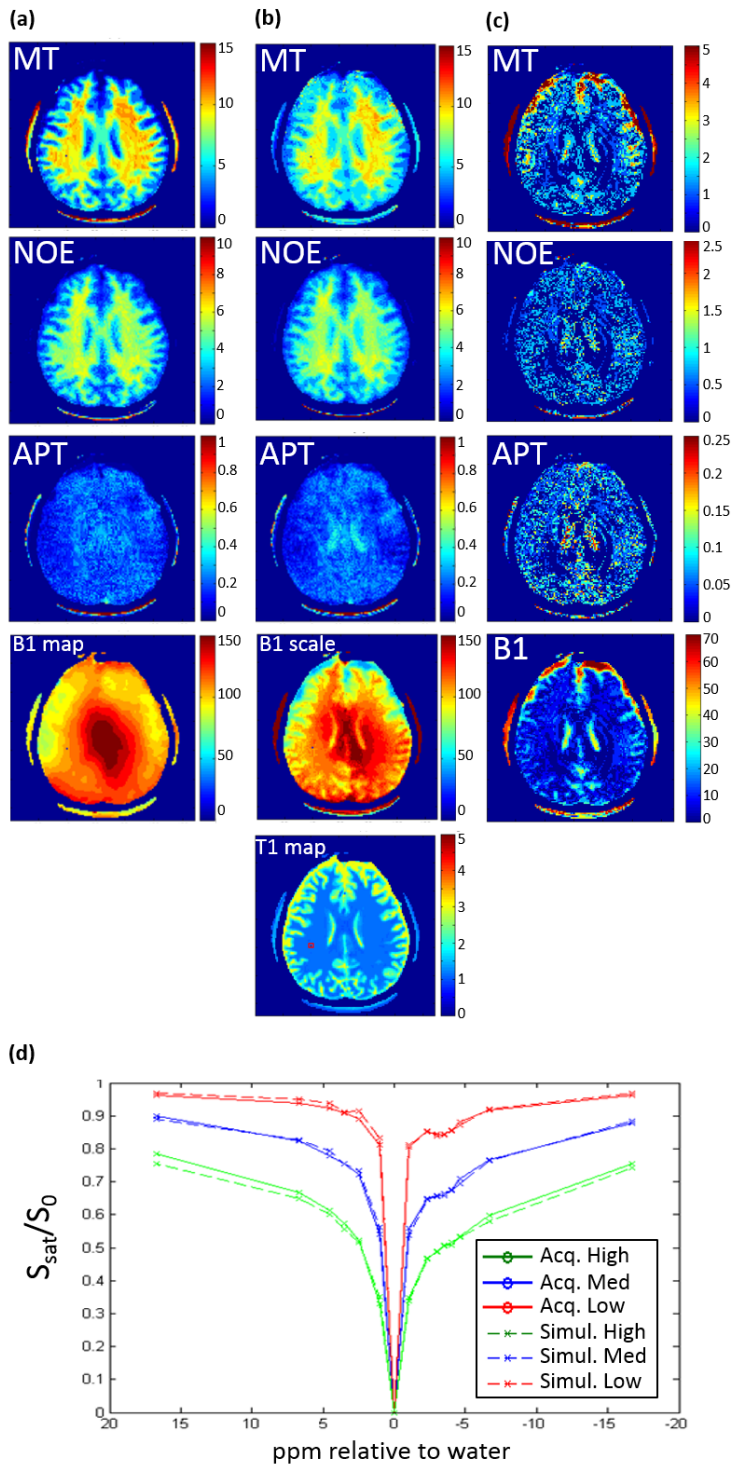 (a) (b) (c)
MT 15 10 5 0 MT 15 10 5 0 MT 5 4 3 2 1 0
NOE 10 8 6 4 2 0 NOE 10 8 6 4 2 0 NOE 2.5 2 1.5 1 0.5 0
APT 1 0.8 0.6 0.4 0.2 0 APT 1 0.8 0.6 0.4 0.2 0 APT 0.25 0.2 0.15 0.1 0.05 0
B1 map 150 100 50 0 B1 scale 150 100 50 0 B1 70 60 50 40 30 20 10 0
T1 map 5 4 3 2 1 0
(d)
1
0.9
0.8
0.7
0.6
0.5
0.4
0.3
0.2
0.1
0
S_sat/S_0
Acq. High
Acq. Med
Acq. Low
Simul. High
Simul. Med
Simul. Low
20 15 10 5 0 -5 -10 -15 -20
ppm relative to water